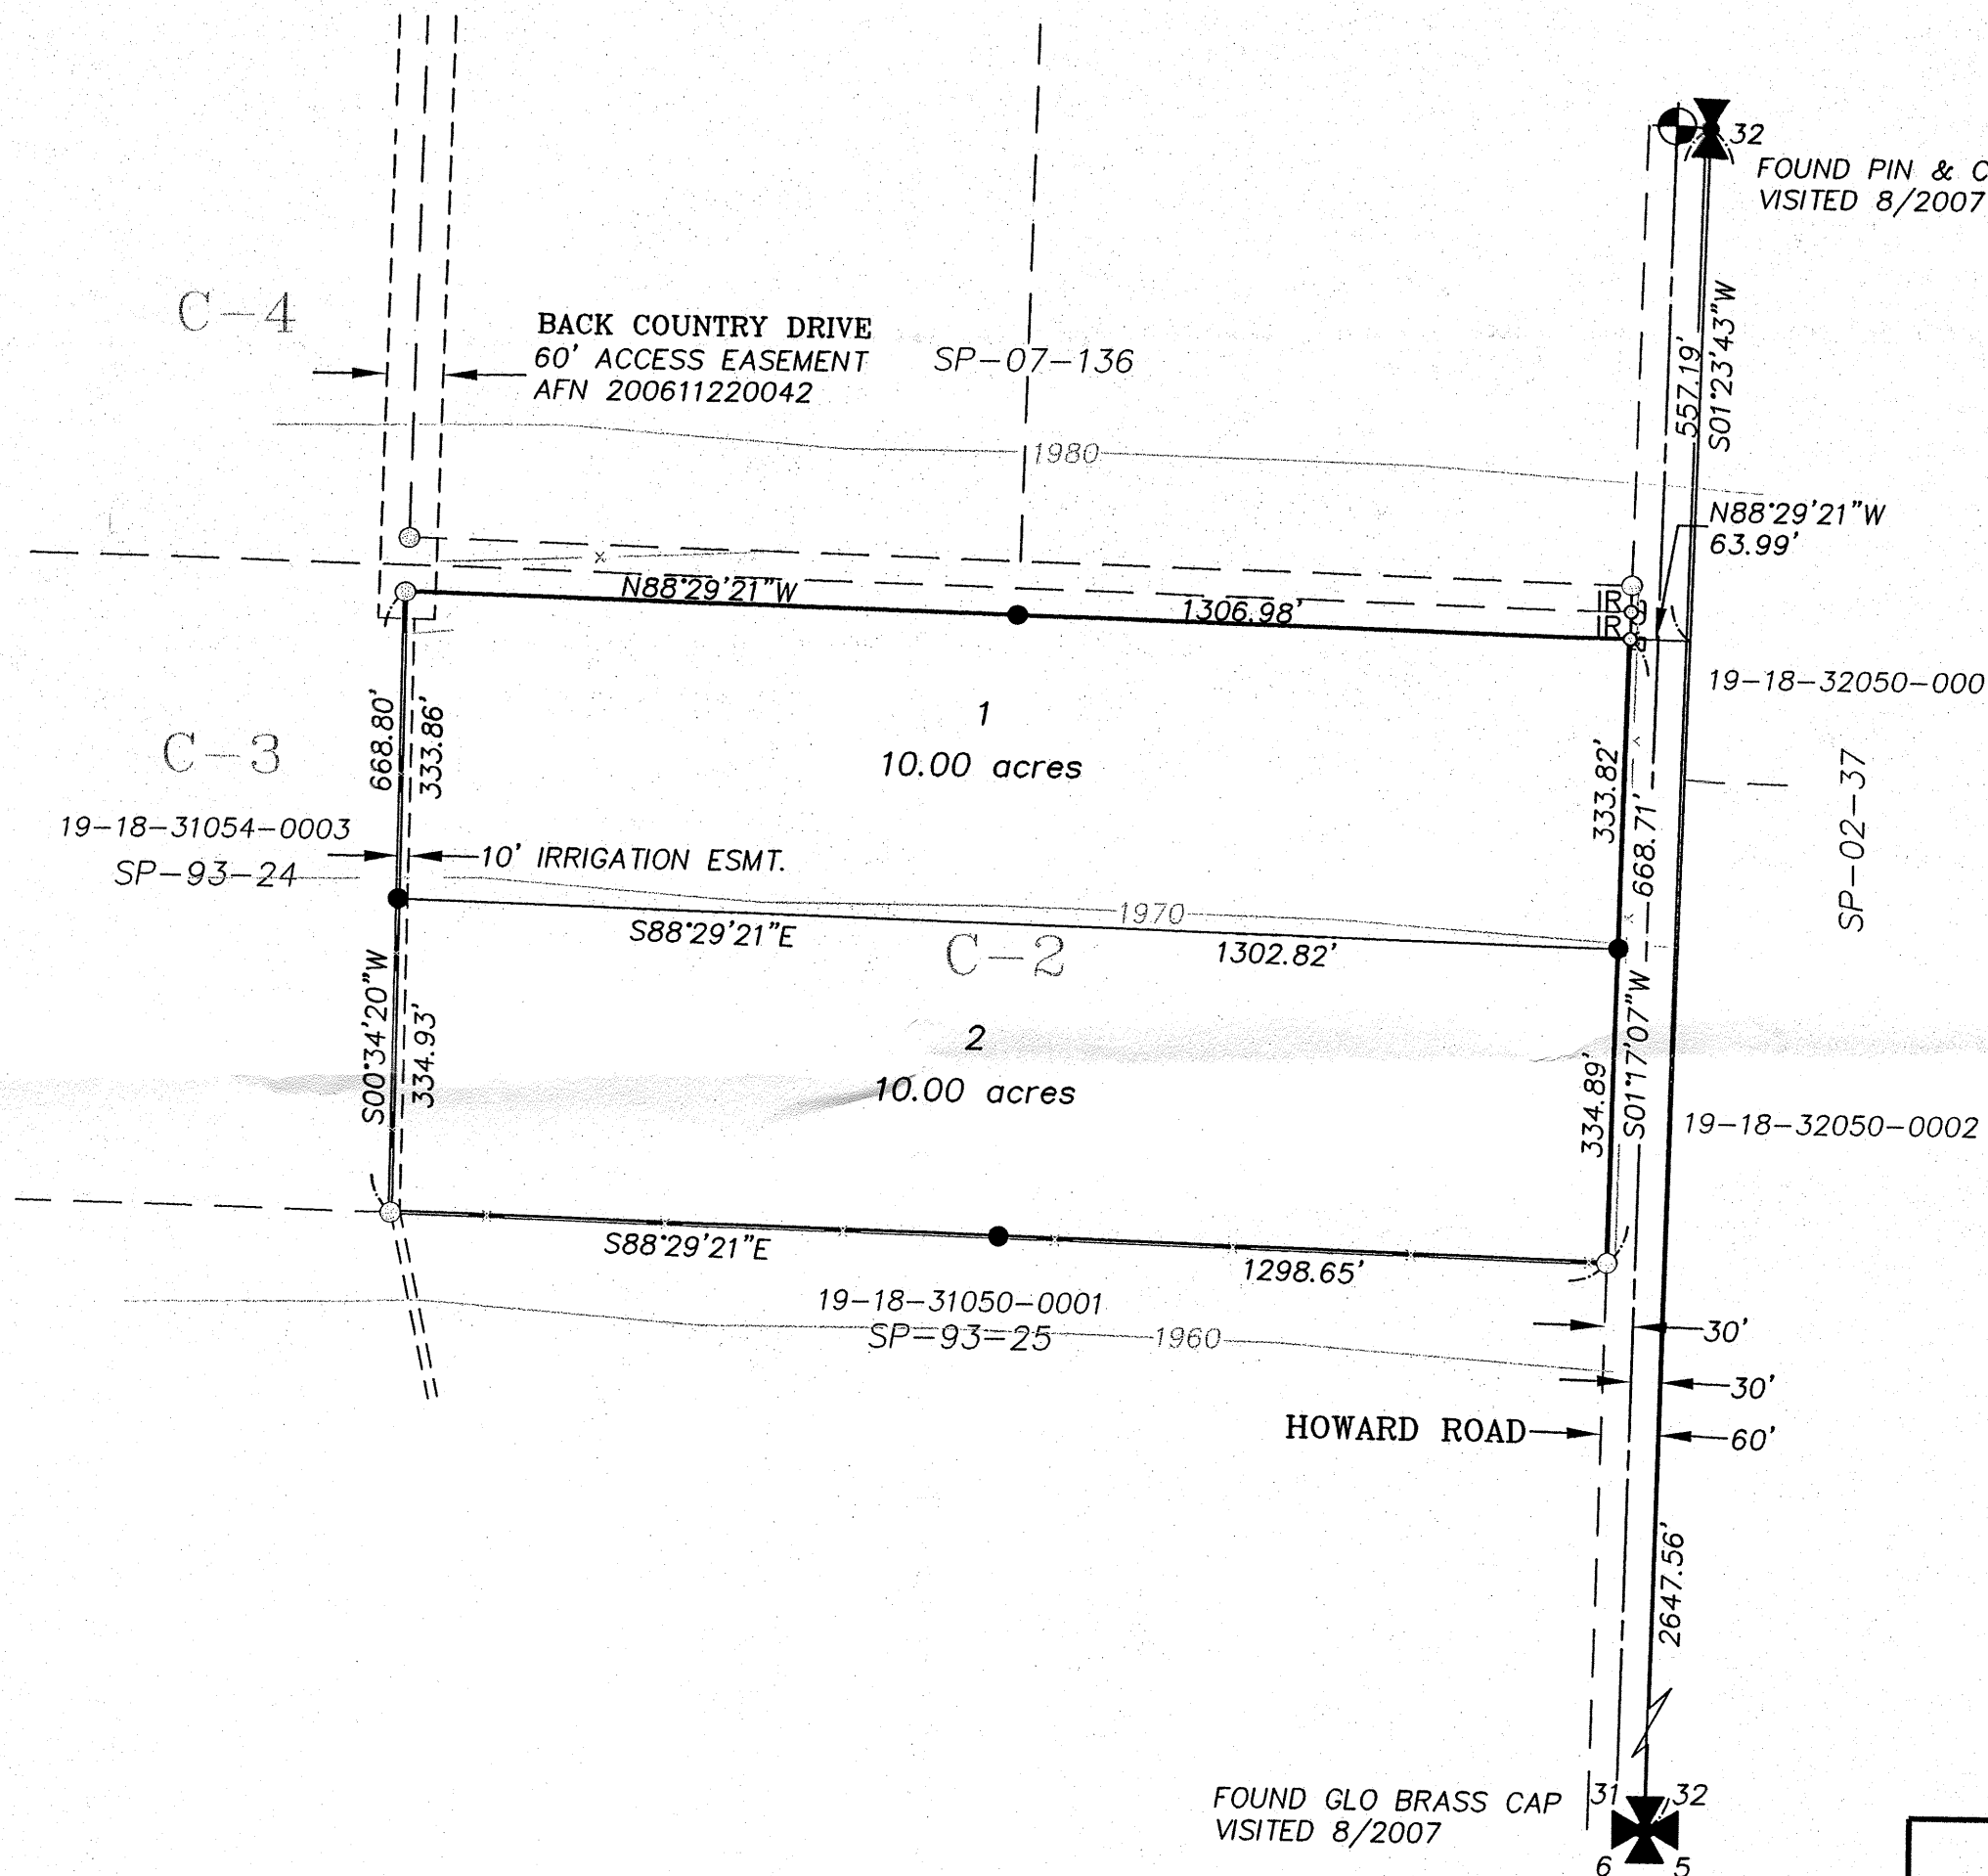 32
FOUND PIN & C
VISITED 8/2007
C-4
BACK COUNTRY DRIVE
60' ACCESS EASEMENT
AFN 200611220042
SP-07-136
557.19'
S01°23'43"W
1980
N88°29'21"W
63.99'
x
N88°29'21"W
1306.98'
IR
IR
19-18-32050-000
668.80'
333.86'
1
10.00 acres
333.82'
668.71'
C-3
SP-02-37
19-18-31054-0003
SP-93-24
10' IRRIGATION ESMT.
1970
S88°29'21"E
C-2
1302.82'
S00°34'20"W
334.93'
2
10.00 acres
334.89'
S01°17'07"W
19-18-32050-0002
S88°29'21"E
1298.65'
19-18-31050-0001
SP-93-25
1960
30'
30'
HOWARD ROAD
60'
2647.56'
FOUND GLO BRASS CAP
VISITED 8/2007
31
32
6
5